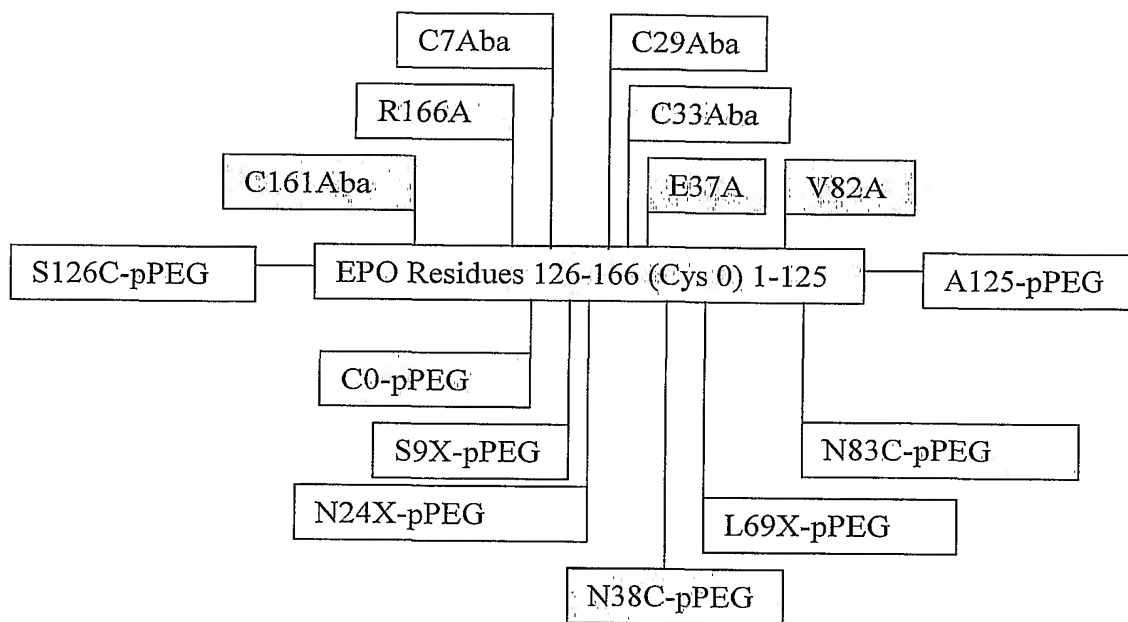 C7Aba
C29Aba
R166A
C33Aba
C161Aba
E37A
V82A
S126C-pPEG
EPO Residues 126-166 (Cys 0) 1-125
A125-pPEG
C0-pPEG
S9X-pPEG
N83C-pPEG
N24X-pPEG
L69X-pPEG
N38C-pPEG